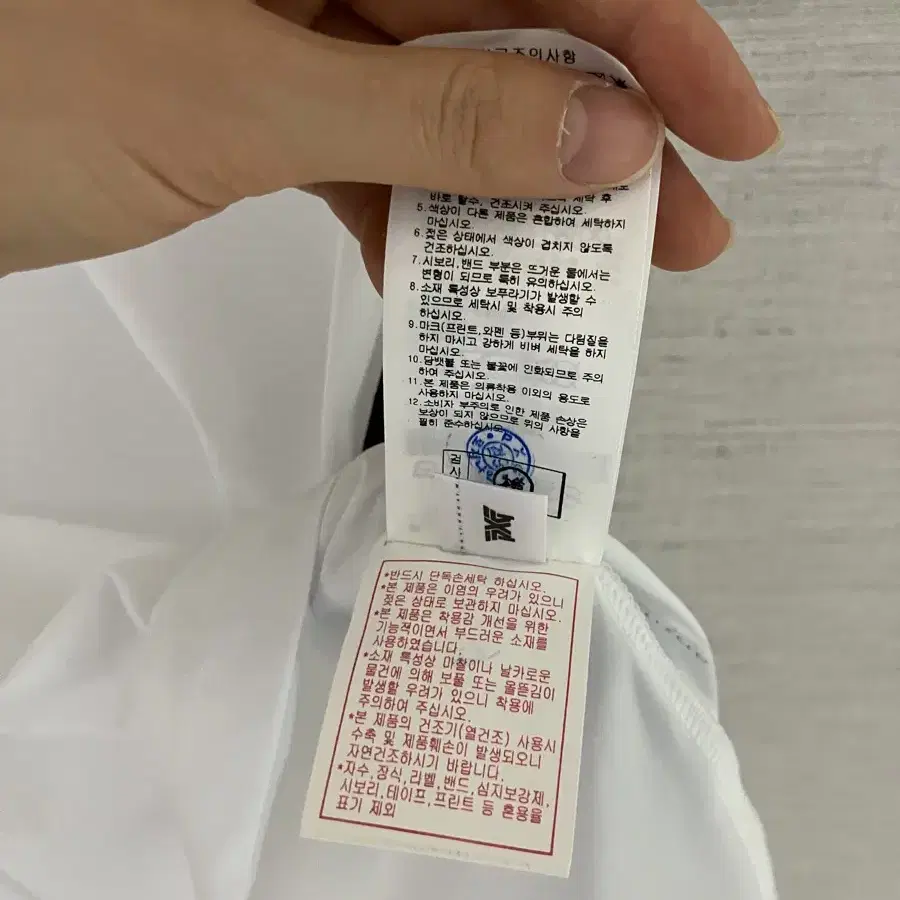 주의사항
세탁 후
바로 탈수, 건조시켜 주십시오.
5. 색상이 다른 제품은 혼합하여 세탁하지
마십시오.
6. 젖은 상태에서 색상이 겹치지 않도록
건조하십시오.
7. 시보리, 밴드 부분은 뜨거운 물에서는
변형이 되므로 특히 유의하십시오.
8. 소재 특성상 보푸라기가 발생할 수
있으므로 세탁시 및 착용시 주의
하십시오.
9. 마크(프린트,와펜 등)부위는 다림질을
하지 마시고 강하게 비벼 세탁을 하지
마십시오.
10. 담뱃불 또는 불꽃에 인화되므로 주의
하여 주십시오.
11. 본 제품은 의류착용 이외의 용도로
사용하지 마십시오.
12. 소비자 부주의로 인한 제품 손상은
보상이 되지 않으므로 위의 사항을
필히 준수하십시오.
검
사
PXG
*반드시 단독손세탁 하십시오.
*본 제품은 이염의 우려가 있으니
젖은 상태로 보관하지 마십시오.
*본 제품은 착용감 개선을 위한
기능적이면서 부드러운 소재를
사용하였습니다.
*소재 특성상 마찰이나 날카로운
물건에 의해 보풀 또는 올뜯김이
발생할 우려가 있으니 착용에
주의하여 주십시오.
*본 제품의 건조기(열건조) 사용시
수축 및 제품훼손이 발생되오니
자연건조하시기 바랍니다.
*자수,장식,라벨,밴드,심지보강제,
시보리,테이프,프린트 등 혼용율
표기 제외